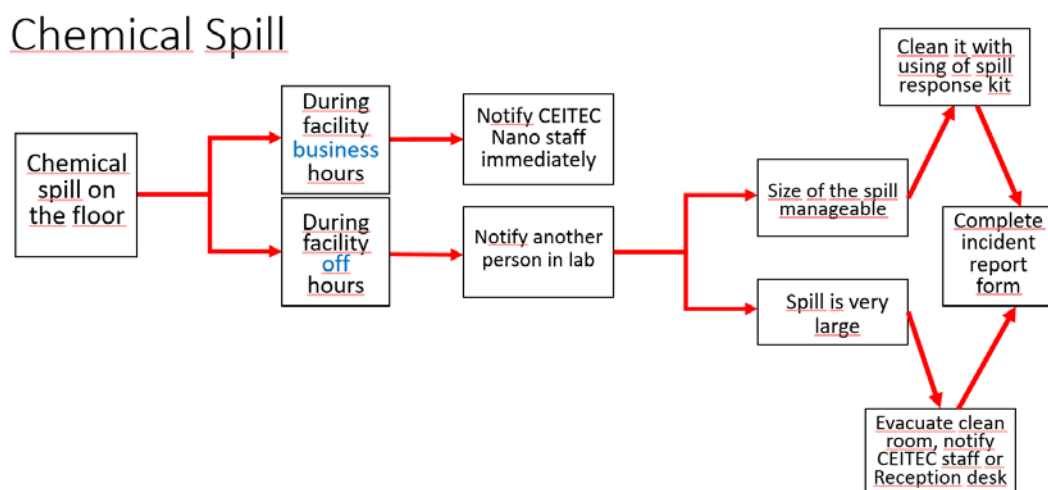 Chemical Spill
Chemical
spill on
the floor
During
facility
business
hours
Notify CEITEC
Nano staff
immediately
During
facility
off
hours
Notify another
person in lab
Size of the spill
manageable
Spill is very
large
Clean it with
using of spill
response kit
Complete
incident
report
form
Evacuate clean
room, notify
CEITEC staff or
Reception desk